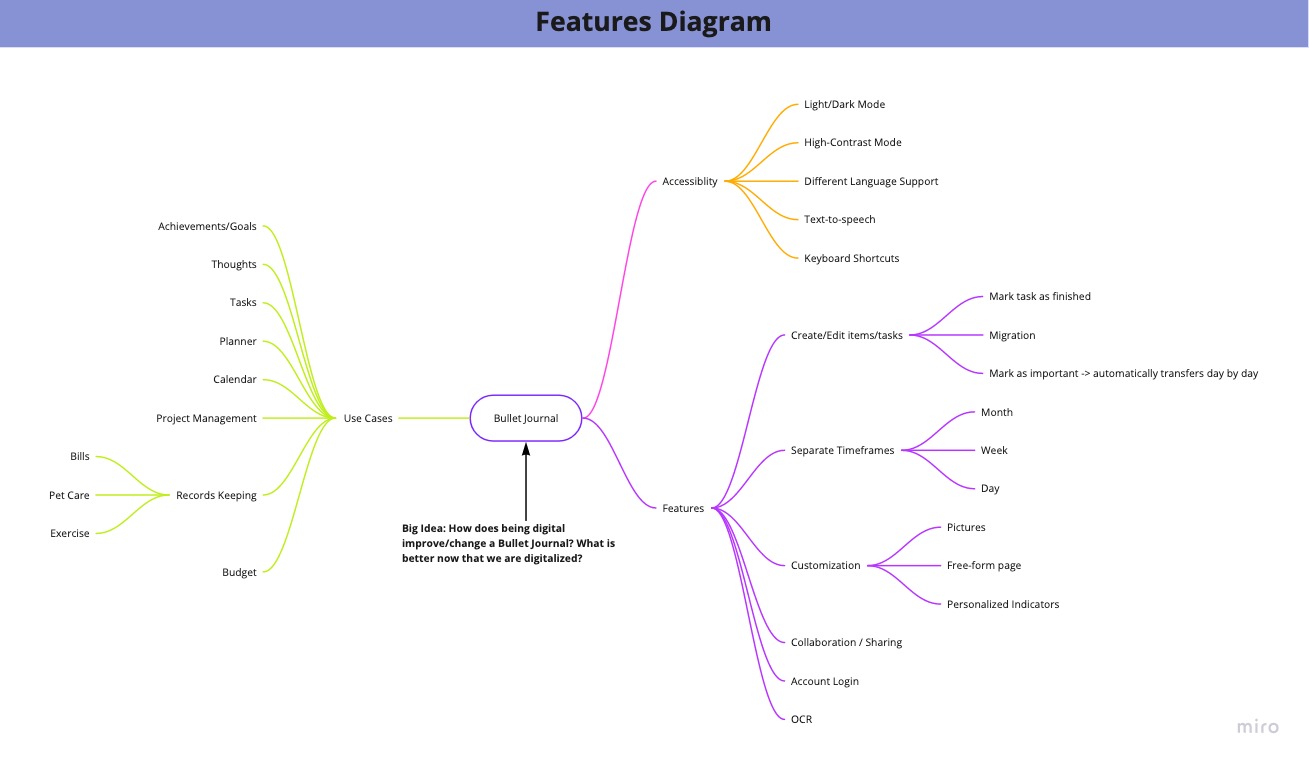 Features Diagram
Light/Dark Mode
High-Contrast Mode
Accessiblity
Different Language Support
Text-to-speech
Keyboard Shortcuts
Achievements/Goals
Thoughts
Tasks
Planner
Calendar
Project Management
Use Cases
Bullet Journal
Bills
Pet Care
Records Keeping
Exercise
Budget
Big Idea: How does being digital
improve/change a Bullet Journal? What is
better now that we are digitalized?
Mark task as finished
Create/Edit items/tasks
Migration
Mark as important -> automatically transfers day by day
Month
Separate Timeframes
Week
Day
Features
Pictures
Customization
Free-form page
Personalized Indicators
Collaboration / Sharing
Account Login
OCR
miro